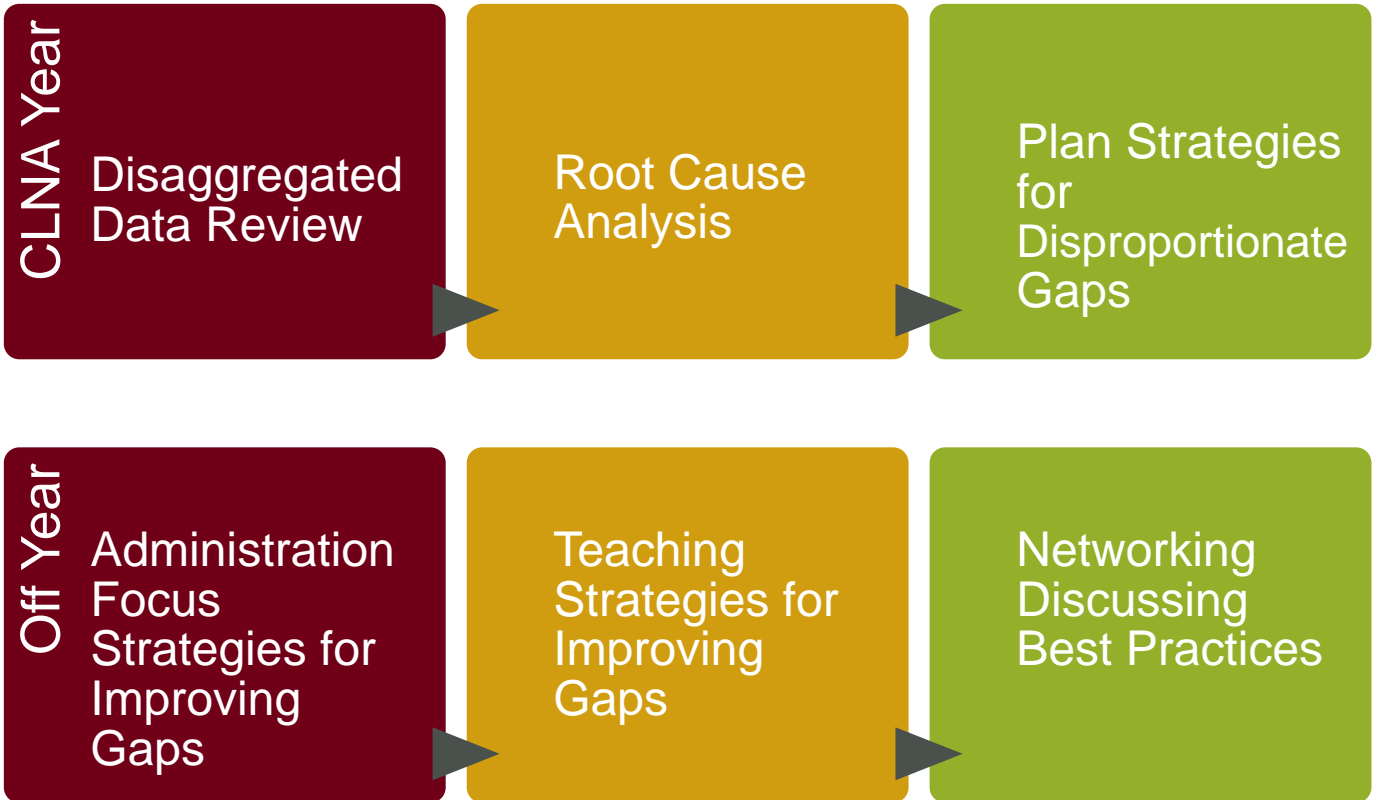 CLNA Year
Disaggregated
Data Review
Root Cause
Analysis
Plan Strategies
for
Disproportionate
Gaps
Off Year
Administration
Focus
Strategies for
Improving
Gaps
Teaching
Strategies for
Improving
Gaps
Networking
Discussing
Best Practices